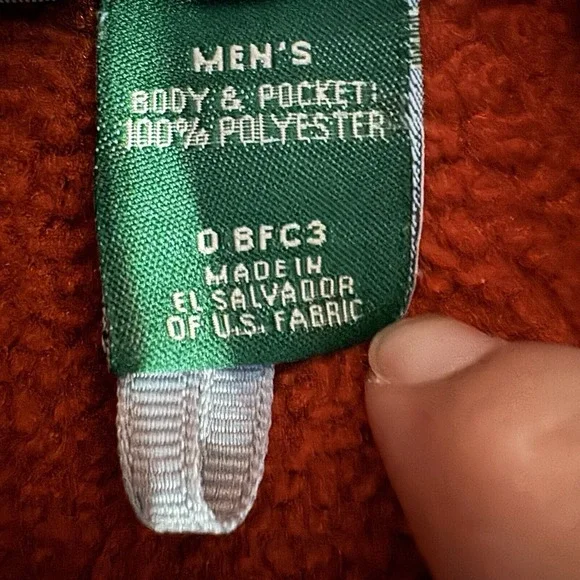 MEN'S
BODY & POCKET:
100% POLYESTER
0 BFC3
MADE IN
EL SALVADOR
OF U.S. FABRIC